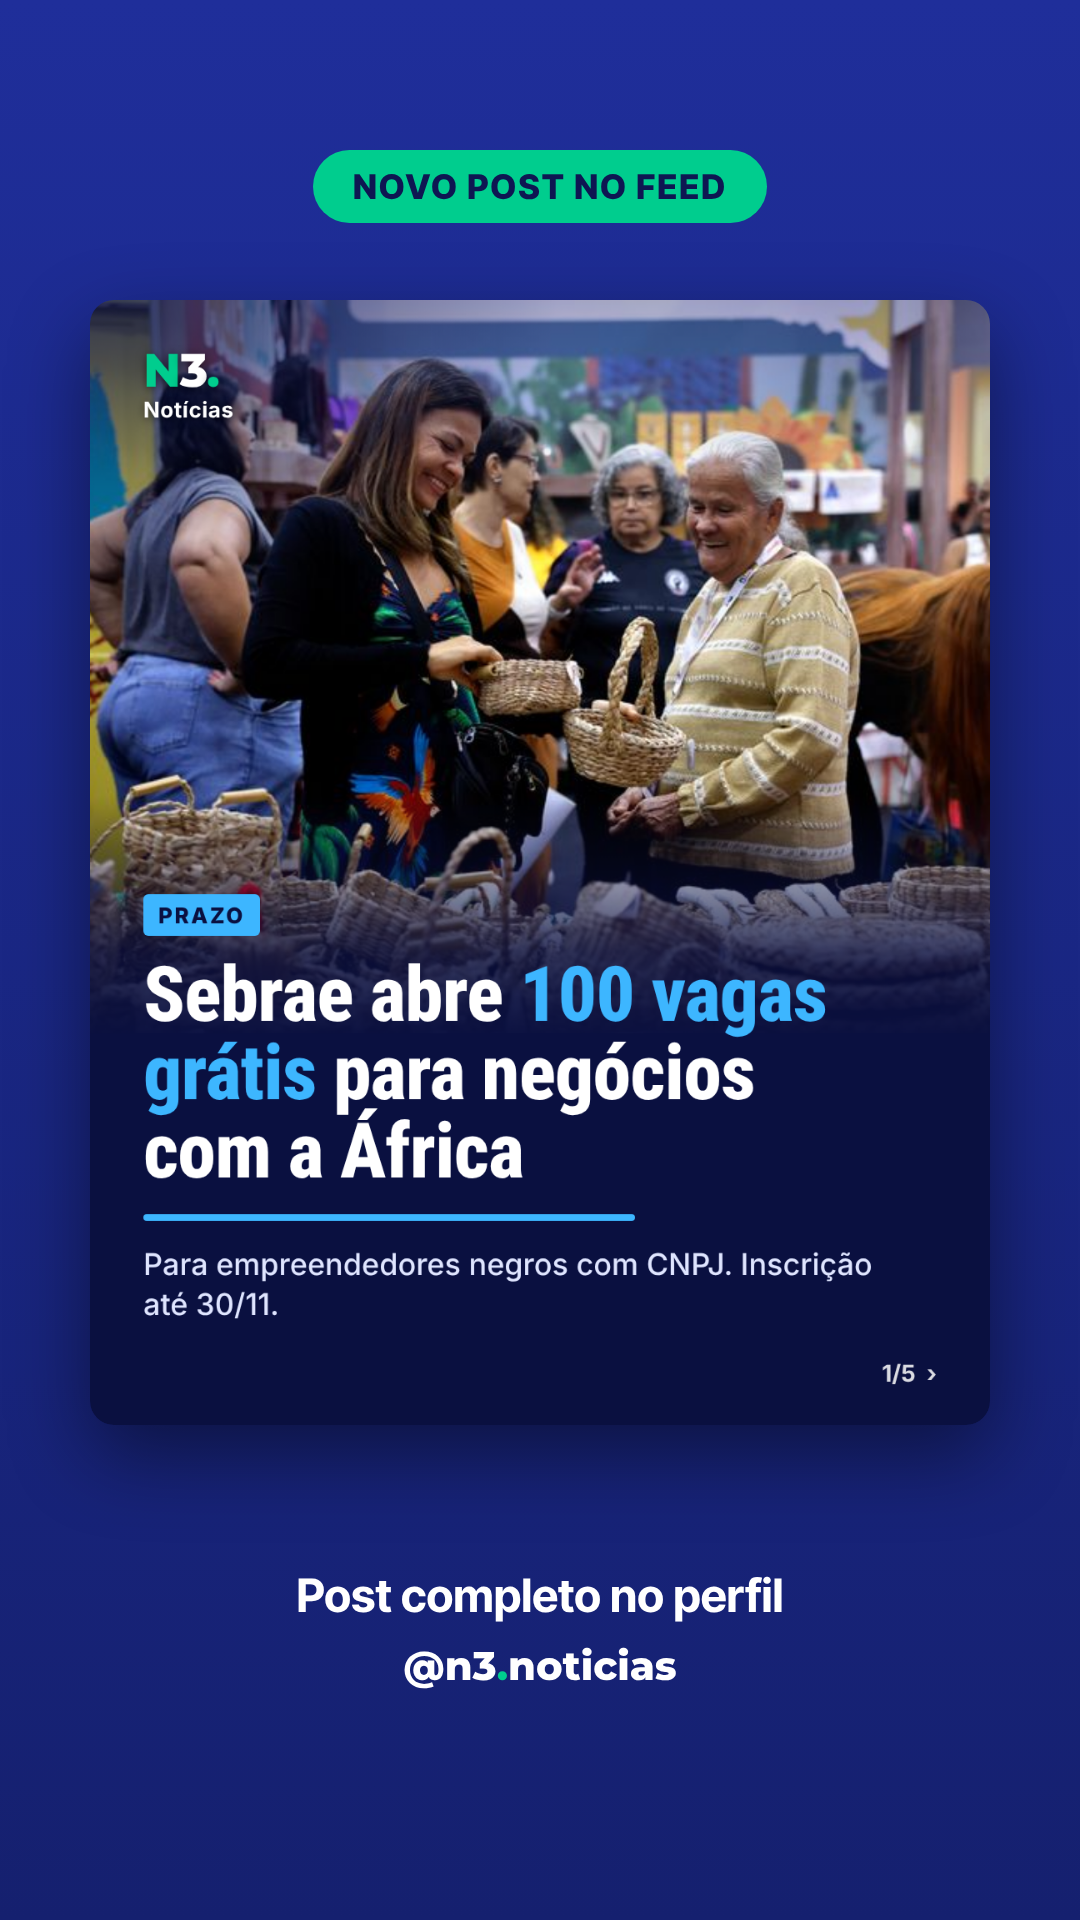 NOVO POST NO FEED
N3.
Notícias
PRAZO
Sebrae abre 100 vagas
grátis para negócios
com a África
Para empreendedores negros com CNPJ. Inscrição
até 30/11.
1/5 ›
Post completo no perfil
@n3.noticias